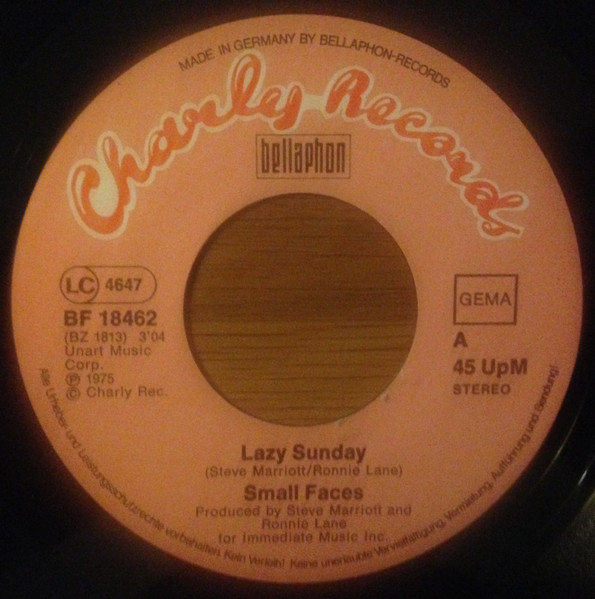 MADE IN GERMANY BY BELLAPHON-RECORDS
Charly Records
bellaphon
LC 4647
GEMA
BF 18462
(BZ 1813) 3'04
Unart Music
Corp.
℗ 1975
© Charly Rec.
A
45 UpM
STEREO
Lazy Sunday
(Steve Marriott/Ronnie Lane)
Small Faces
Produced by Steve Marriott and
Ronnie Lane
for Immediate Music Inc.
Alle Urheber- und Leistungsschutzrechte vorbehalten. Kein Verleih! Keine unerlaubte Vervielfältigung, Vermietung, Aufführung und Sendung!